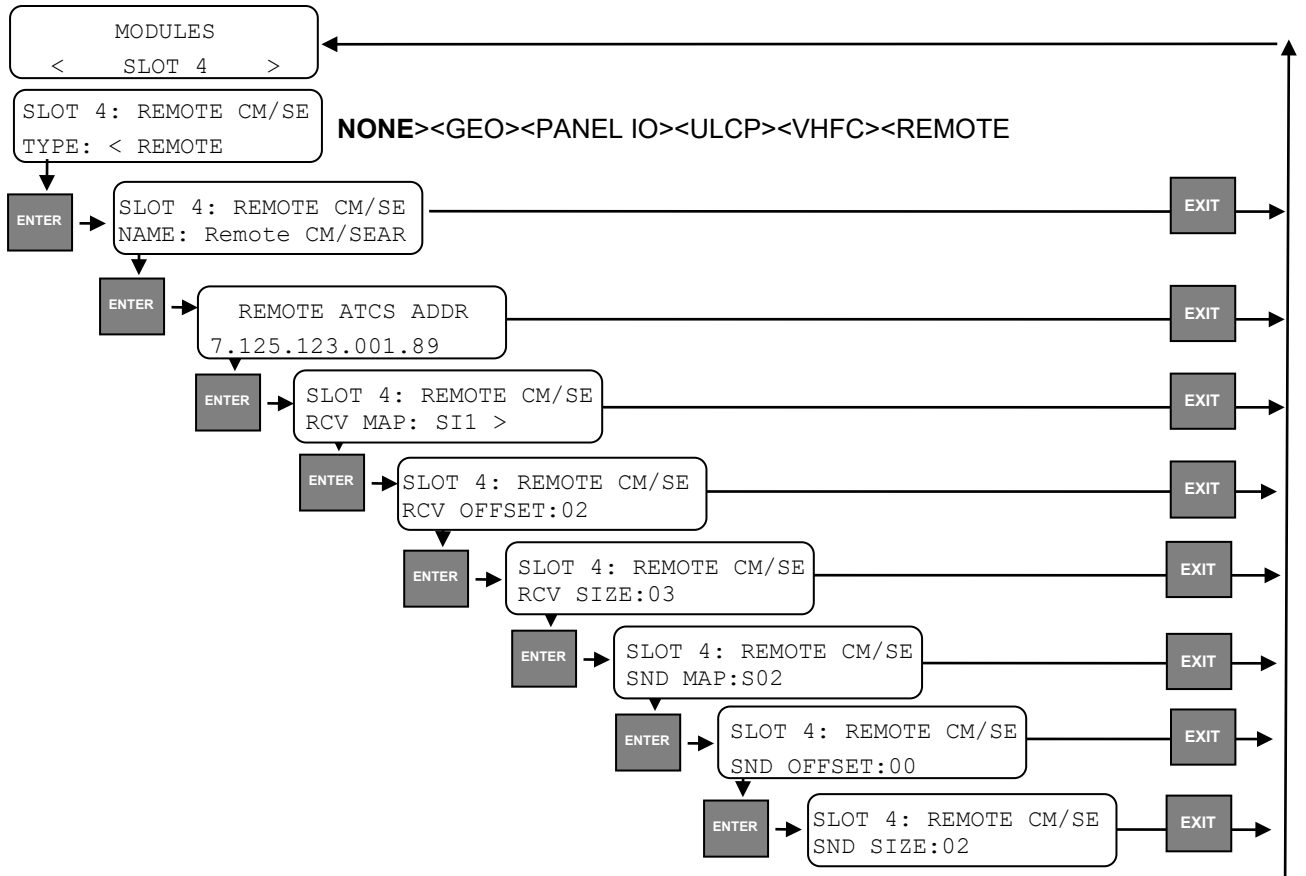 MODULES
< SLOT 4 >
SLOT 4: REMOTE CM/SE
TYPE: < REMOTE
NONE><GEO><PANEL IO><ULCP><VHFC><REMOTE
ENTER
SLOT 4: REMOTE CM/SE
NAME: Remote CM/SEAR
EXIT
ENTER
REMOTE ATCS ADDR
7.125.123.001.89
EXIT
ENTER
SLOT 4: REMOTE CM/SE
RCV MAP: SI1 >
EXIT
ENTER
SLOT 4: REMOTE CM/SE
RCV OFFSET:02
EXIT
ENTER
SLOT 4: REMOTE CM/SE
RCV SIZE:03
EXIT
ENTER
SLOT 4: REMOTE CM/SE
SND MAP:S02
EXIT
ENTER
SLOT 4: REMOTE CM/SE
SND OFFSET:00
EXIT
ENTER
SLOT 4: REMOTE CM/SE
SND SIZE:02
EXIT